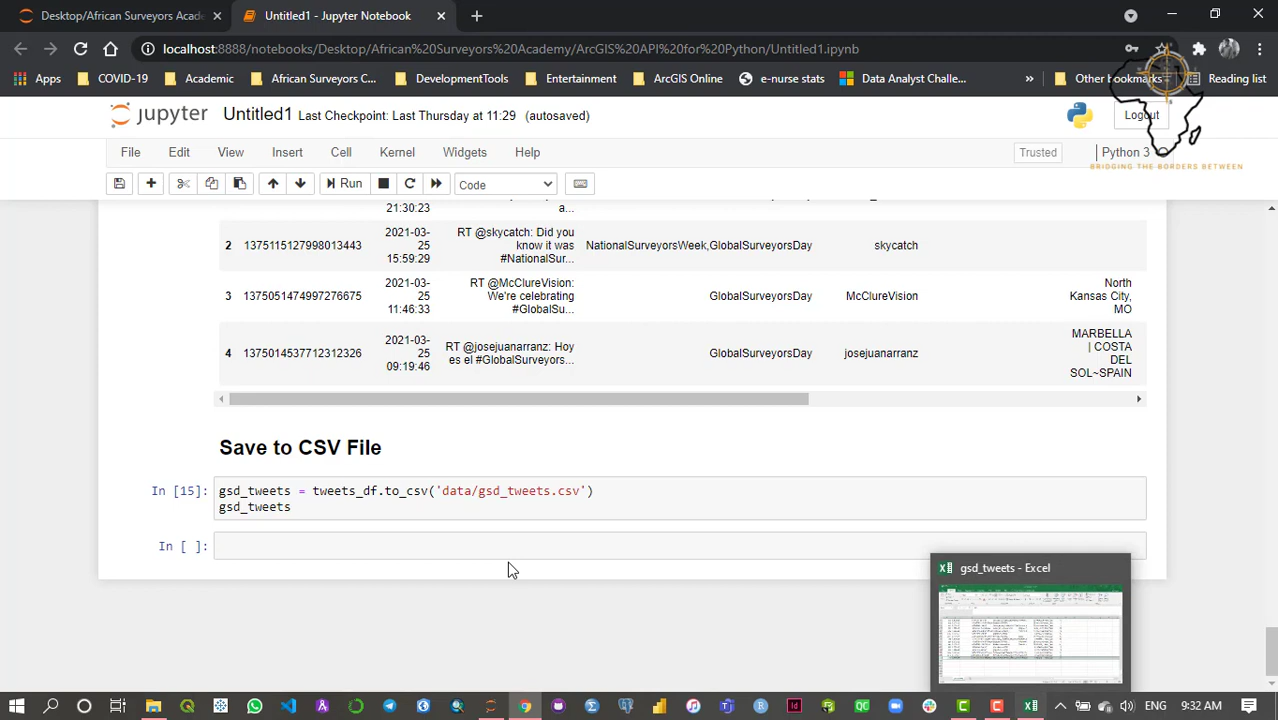 Desktop/African Surveyors Acade
Untitled1 - Jupyter Notebook
localhost:8888/notebooks/Desktop/African%20Surveyors%20Academy/ArcGIS%20API%20for%20Python/Untitled1.ipynb
Apps COVID-19 Academic African Surveyors C... DevelopmentTools Entertainment ArcGIS Online e-nurse stats Data Analyst Challe... » Other bookmarks Reading list
jupyter Untitled1 Last Checkpoint: Last Thursday at 11:29 (autosaved) Logout
File Edit View Insert Cell Kernel Widgets Help Trusted Python 3
BRIDGING THE BORDERS BETWEEN
Run Code
21:30:23 a...
2 1375115127998013443 2021-03-25 15:59:29 RT @skycatch: Did you know it was #NationalSur... NationalSurveyorsWeek,GlobalSurveyorsDay skycatch
3 1375051474997276675 2021-03-25 11:46:33 RT @McClureVision: We're celebrating #GlobalSu... GlobalSurveyorsDay McClureVision North Kansas City, MO
4 1375014537712312326 2021-03-25 09:19:46 RT @josejuanarranz: Hoy es el #GlobalSurveyors... GlobalSurveyorsDay josejuanarranz MARBELLA | COSTA DEL SOL~SPAIN
Save to CSV File
In [15]: gsd_tweets = tweets_df.to_csv('data/gsd_tweets.csv')
gsd_tweets
In [ ]:
gsd_tweets - Excel
ENG 9:32 AM